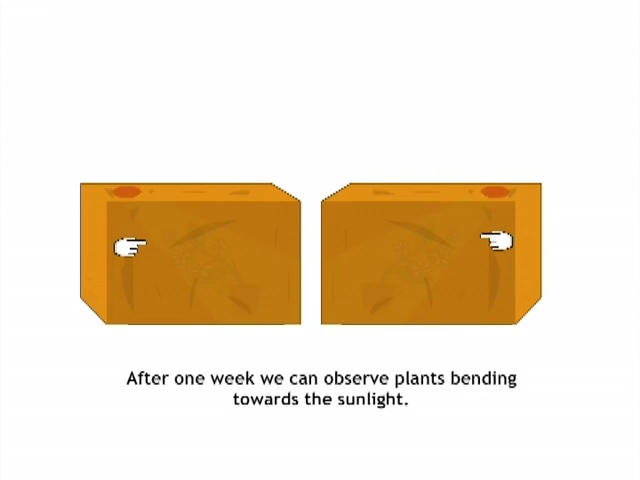 After one week we can observe plants bending
towards the sunlight.